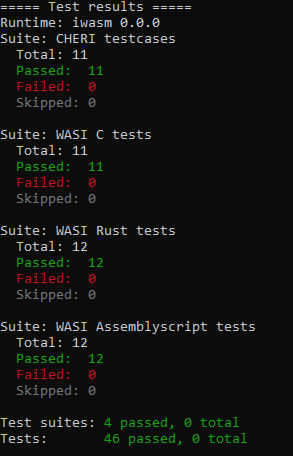 ===== Test results =====
Runtime: iwasm 0.0.0
Suite: CHERI testcases
  Total: 11
  Passed:  11
  Failed:  0
  Skipped: 0

Suite: WASI C tests
  Total: 11
  Passed:  11
  Failed:  0
  Skipped: 0

Suite: WASI Rust tests
  Total: 12
  Passed:  12
  Failed:  0
  Skipped: 0

Suite: WASI Assemblyscript tests
  Total: 12
  Passed:  12
  Failed:  0
  Skipped: 0

Test suites: 4 passed, 0 total
Tests:       46 passed, 0 total